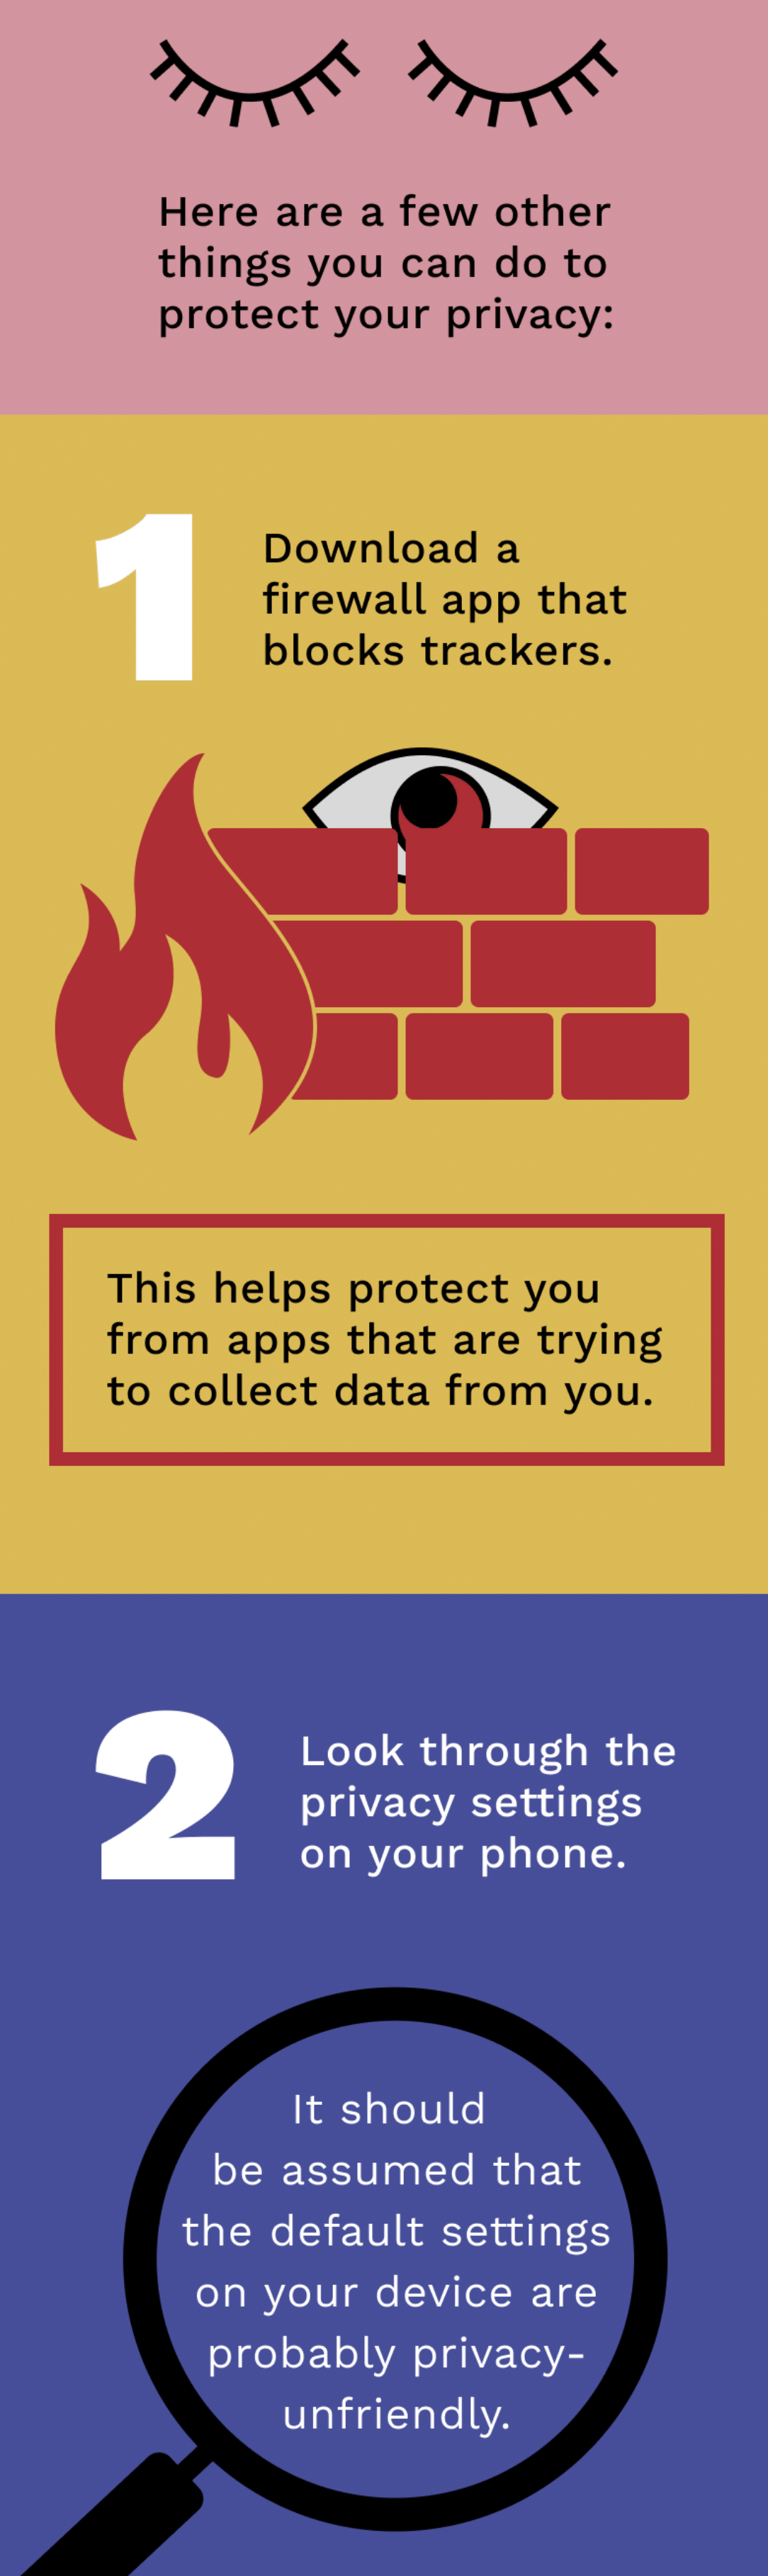 Here are a few other
things you can do to
protect your privacy:
1
Download a
firewall app that
blocks trackers.
This helps protect you
from apps that are trying
to collect data from you.
2
Look through the
privacy settings
on your phone.
It should
be assumed that
the default settings
on your device are
probably privacy-
unfriendly.